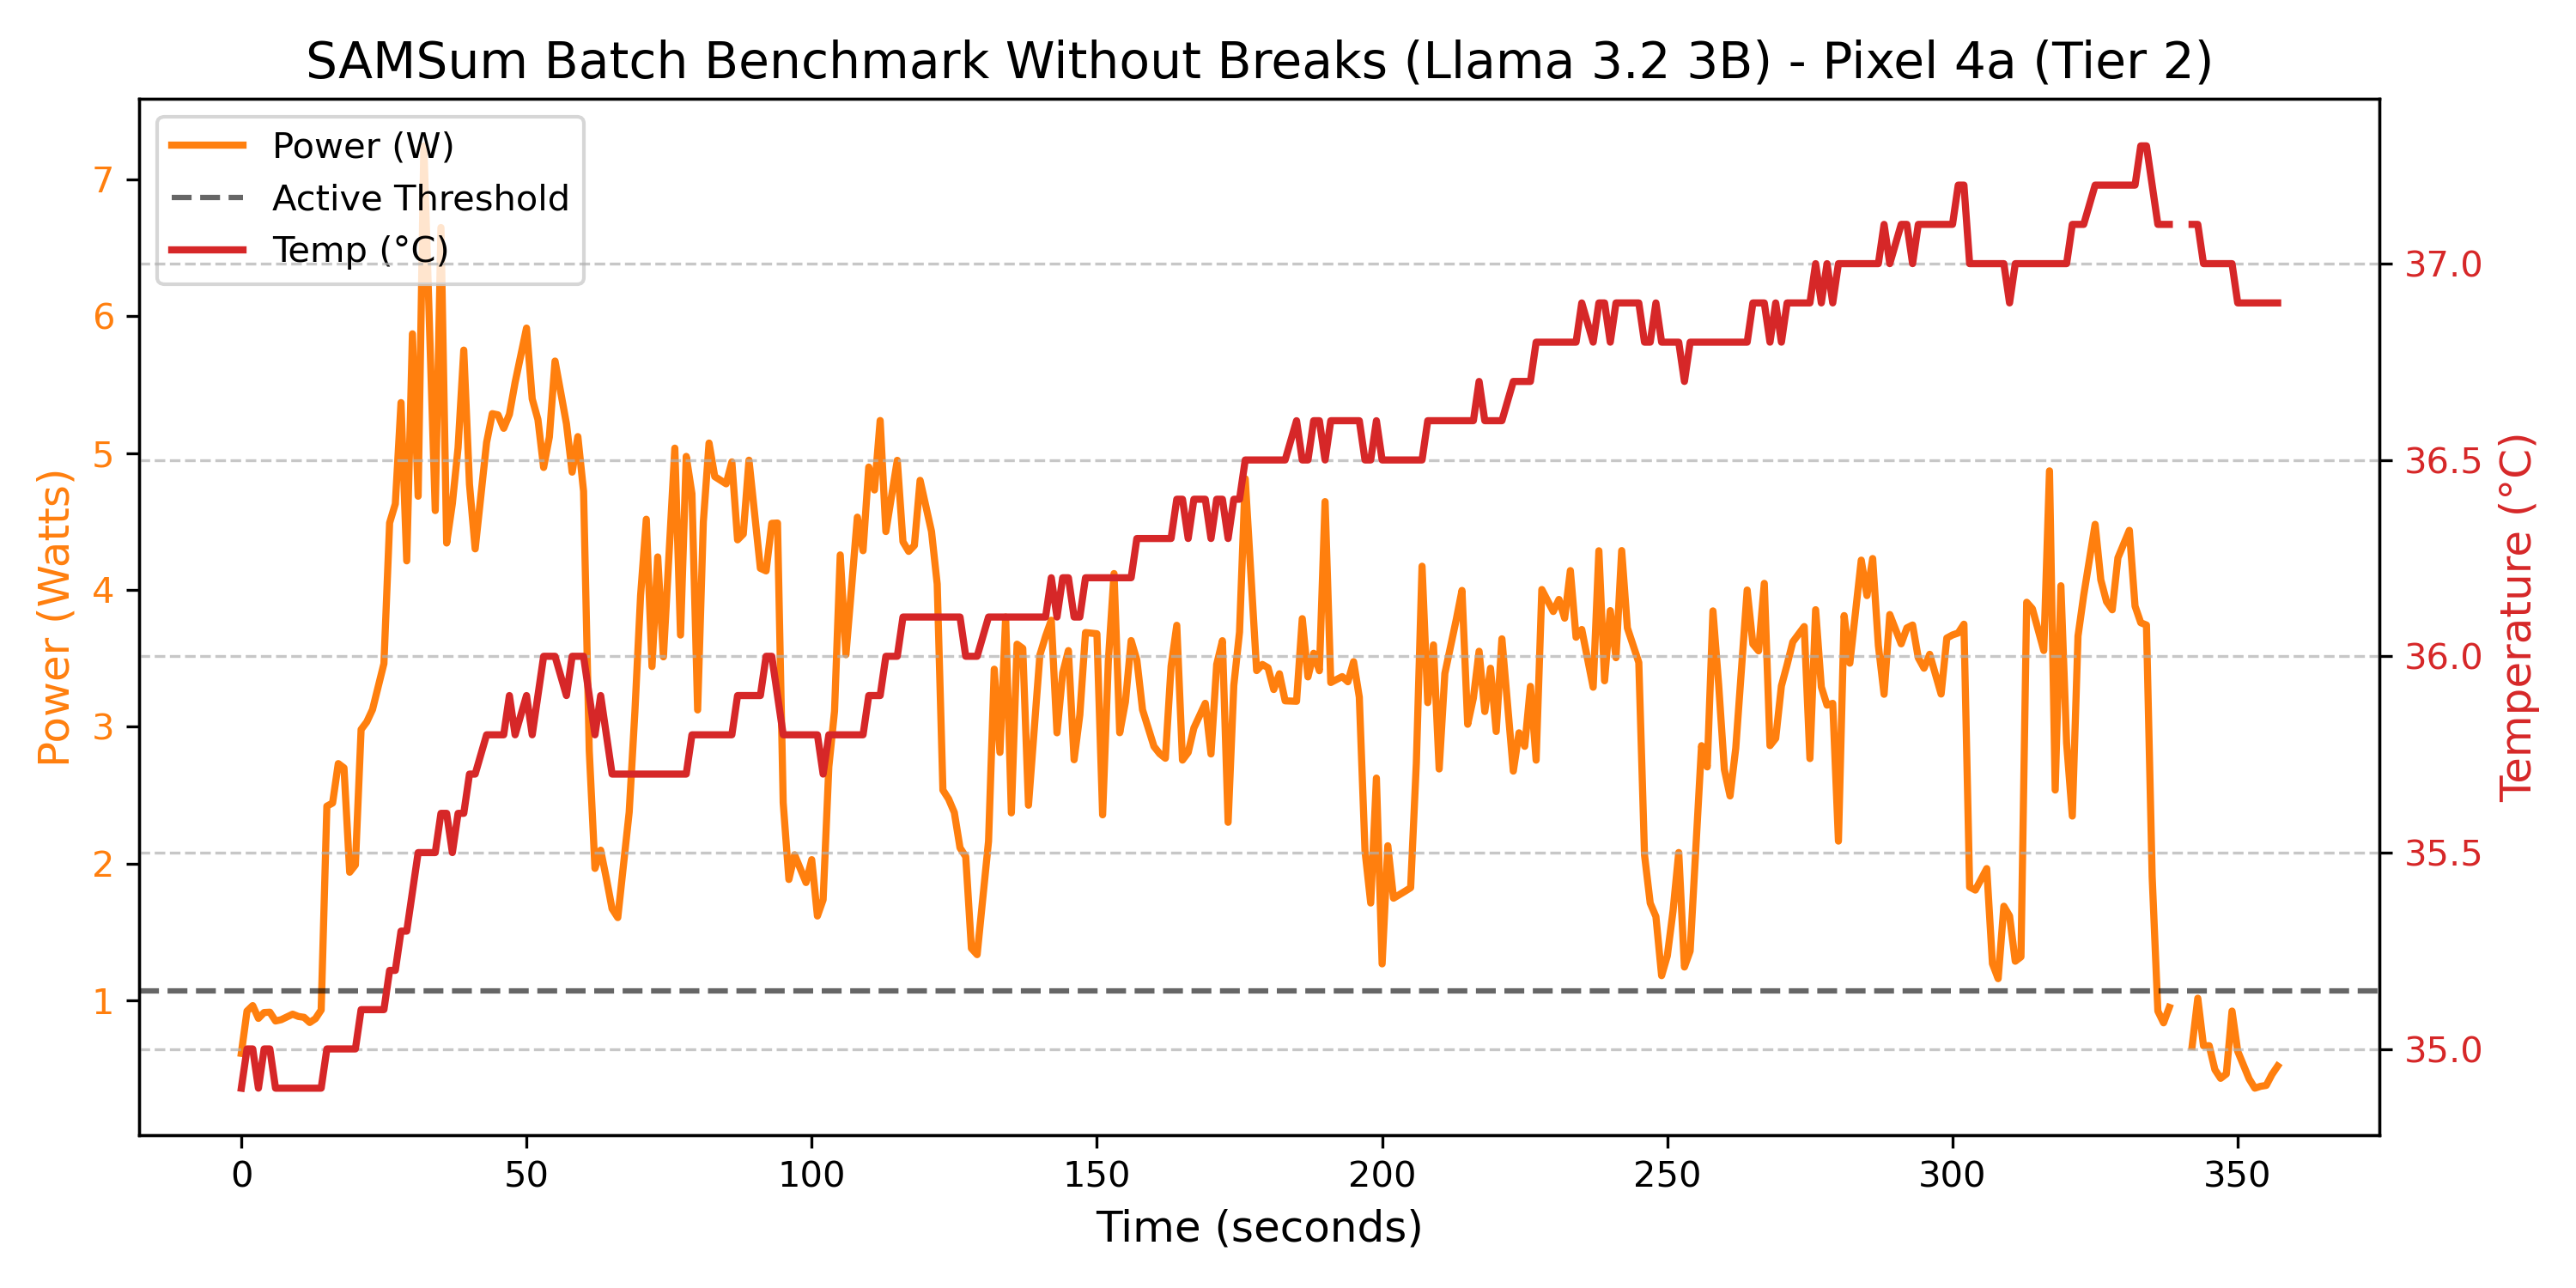 SAMSum Batch Benchmark Without Breaks (Llama 3.2 3B) - Pixel 4a (Tier 2)
Power (W)
Active Threshold
Temp (°C)
7
6
5
4
3
2
1
Power (Watts)
37.0
36.5
36.0
35.5
35.0
Temperature (°C)
0 50 100 150 200 250 300 350
Time (seconds)